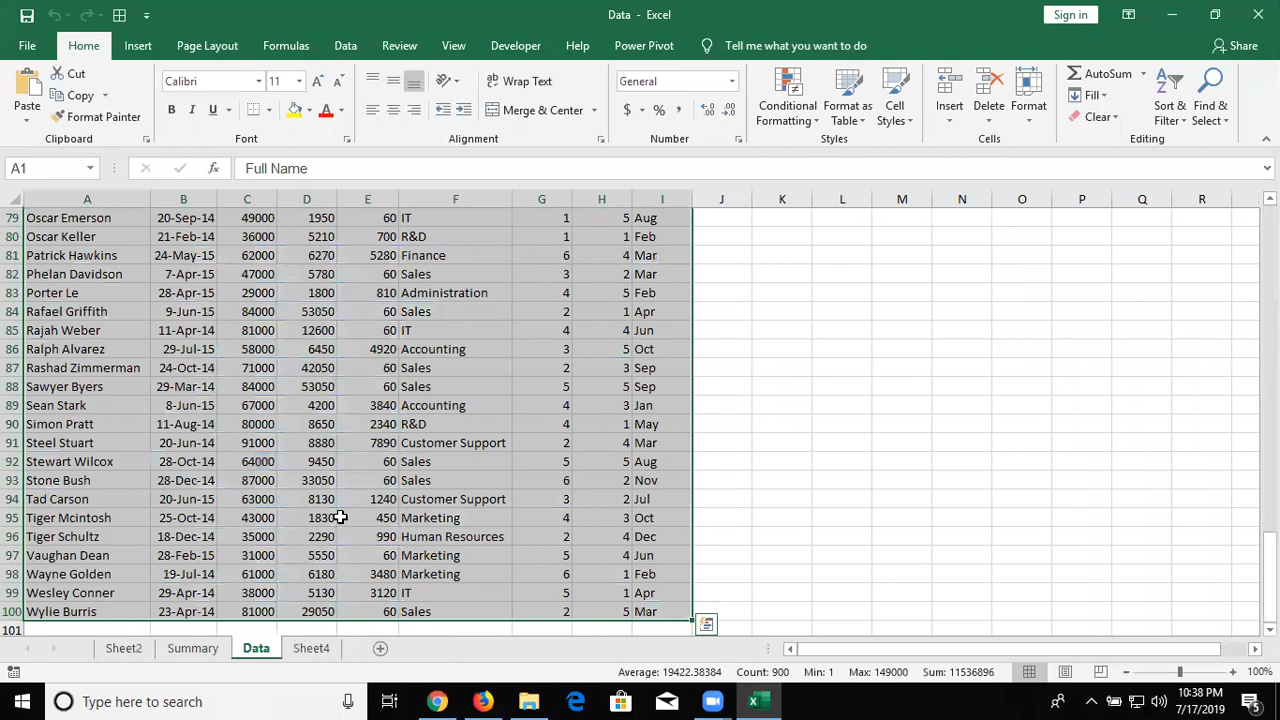 Data - Excel
Sign in
File Home Insert Page Layout Formulas Data Review View Developer Help Power Pivot Tell me what you want to do Share
Paste
Cut
Copy
Format Painter
Clipboard
Calibri 11
B I U
Font
Wrap Text
Merge & Center
Alignment
General
$ % ,
Number
Conditional Formatting
Format as Table
Cell Styles
Styles
Insert Delete Format
Cells
AutoSum
Fill
Clear
Sort & Filter
Find & Select
Editing
A1 fx Full Name
A B C D E F G H I J K L M N O P Q R
79 Oscar Emerson 20-Sep-14 49000 1950 60 IT 1 5 Aug
80 Oscar Keller 21-Feb-14 36000 5210 700 R&D 1 1 Feb
81 Patrick Hawkins 24-May-15 62000 6270 5280 Finance 6 4 Mar
82 Phelan Davidson 7-Apr-15 47000 5780 60 Sales 3 2 Mar
83 Porter Le 28-Apr-15 29000 1800 810 Administration 4 5 Feb
84 Rafael Griffith 9-Jun-15 84000 53050 60 Sales 2 1 Apr
85 Rajah Weber 11-Apr-14 81000 12600 60 IT 4 4 Jun
86 Ralph Alvarez 29-Jul-15 58000 6450 4920 Accounting 3 5 Oct
87 Rashad Zimmerman 24-Oct-14 71000 42050 60 Sales 2 3 Sep
88 Sawyer Byers 29-Mar-14 84000 53050 60 Sales 5 5 Sep
89 Sean Stark 8-Jun-15 67000 4200 3840 Accounting 4 3 Jan
90 Simon Pratt 11-Aug-14 80000 8650 2340 R&D 4 1 May
91 Steel Stuart 20-Jun-14 91000 8880 7890 Customer Support 2 4 Mar
92 Stewart Wilcox 28-Oct-14 64000 9450 60 Sales 5 5 Aug
93 Stone Bush 28-Dec-14 87000 33050 60 Sales 6 2 Nov
94 Tad Carson 20-Jun-15 63000 8130 1240 Customer Support 3 2 Jul
95 Tiger Mcintosh 25-Oct-14 43000 1830 450 Marketing 4 3 Oct
96 Tiger Schultz 18-Dec-14 35000 2290 990 Human Resources 2 4 Dec
97 Vaughan Dean 28-Feb-15 31000 5550 60 Marketing 5 4 Jun
98 Wayne Golden 19-Jul-14 61000 6180 3480 Marketing 6 1 Feb
99 Wesley Conner 29-Apr-14 38000 5130 3120 IT 5 1 Apr
100 Wylie Burris 23-Apr-14 81000 29050 60 Sales 2 5 Mar
101
Sheet2 Summary Data Sheet4
Average: 19422.38384 Count: 900 Min: 1 Max: 149000 Sum: 11536896 100%
Type here to search
10:38 PM
7/17/2019
5